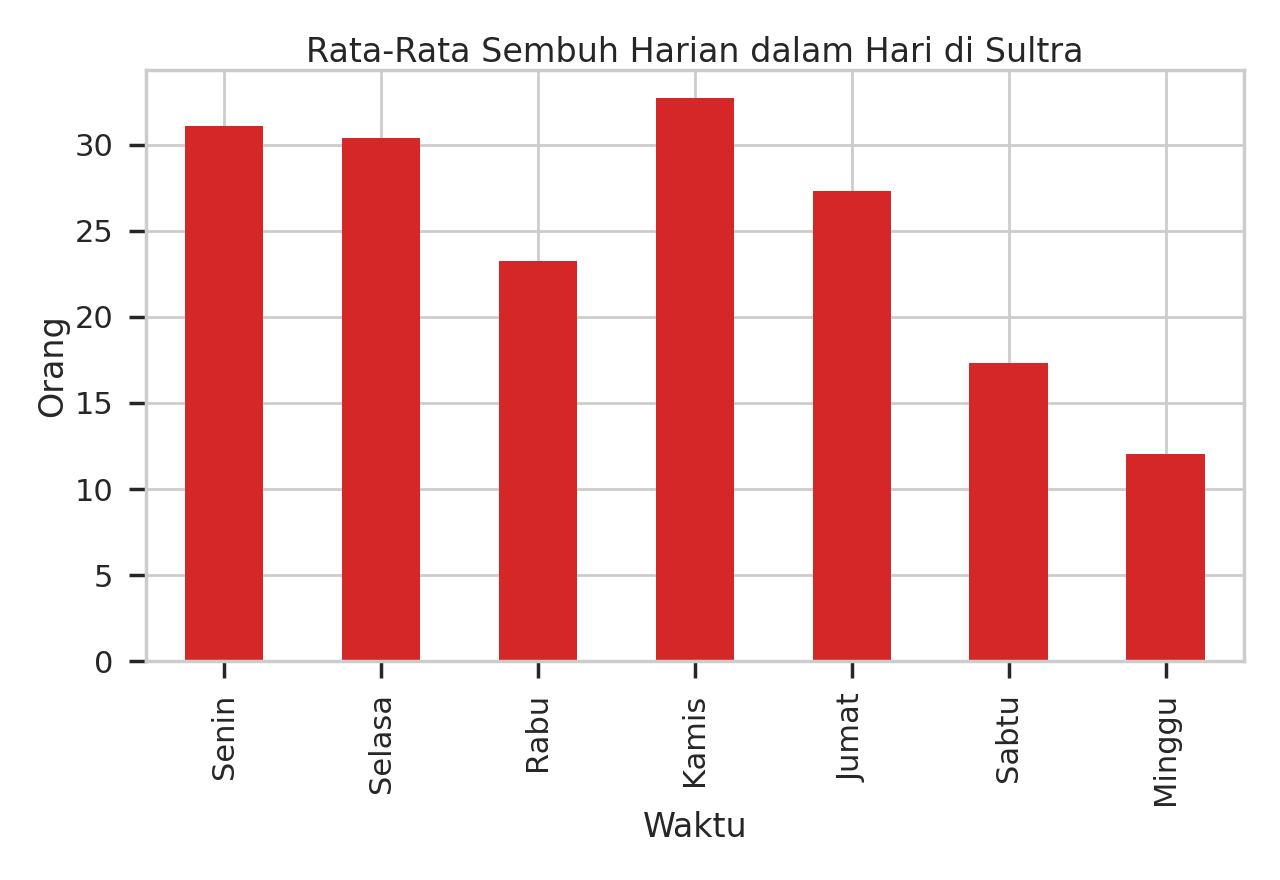 Rata-Rata Sembuh Harian dalam Hari di Sultra
Orang
30
25
20
15
10
5
0
Senin
Selasa
Rabu
Kamis
Jumat
Sabtu
Minggu
Waktu